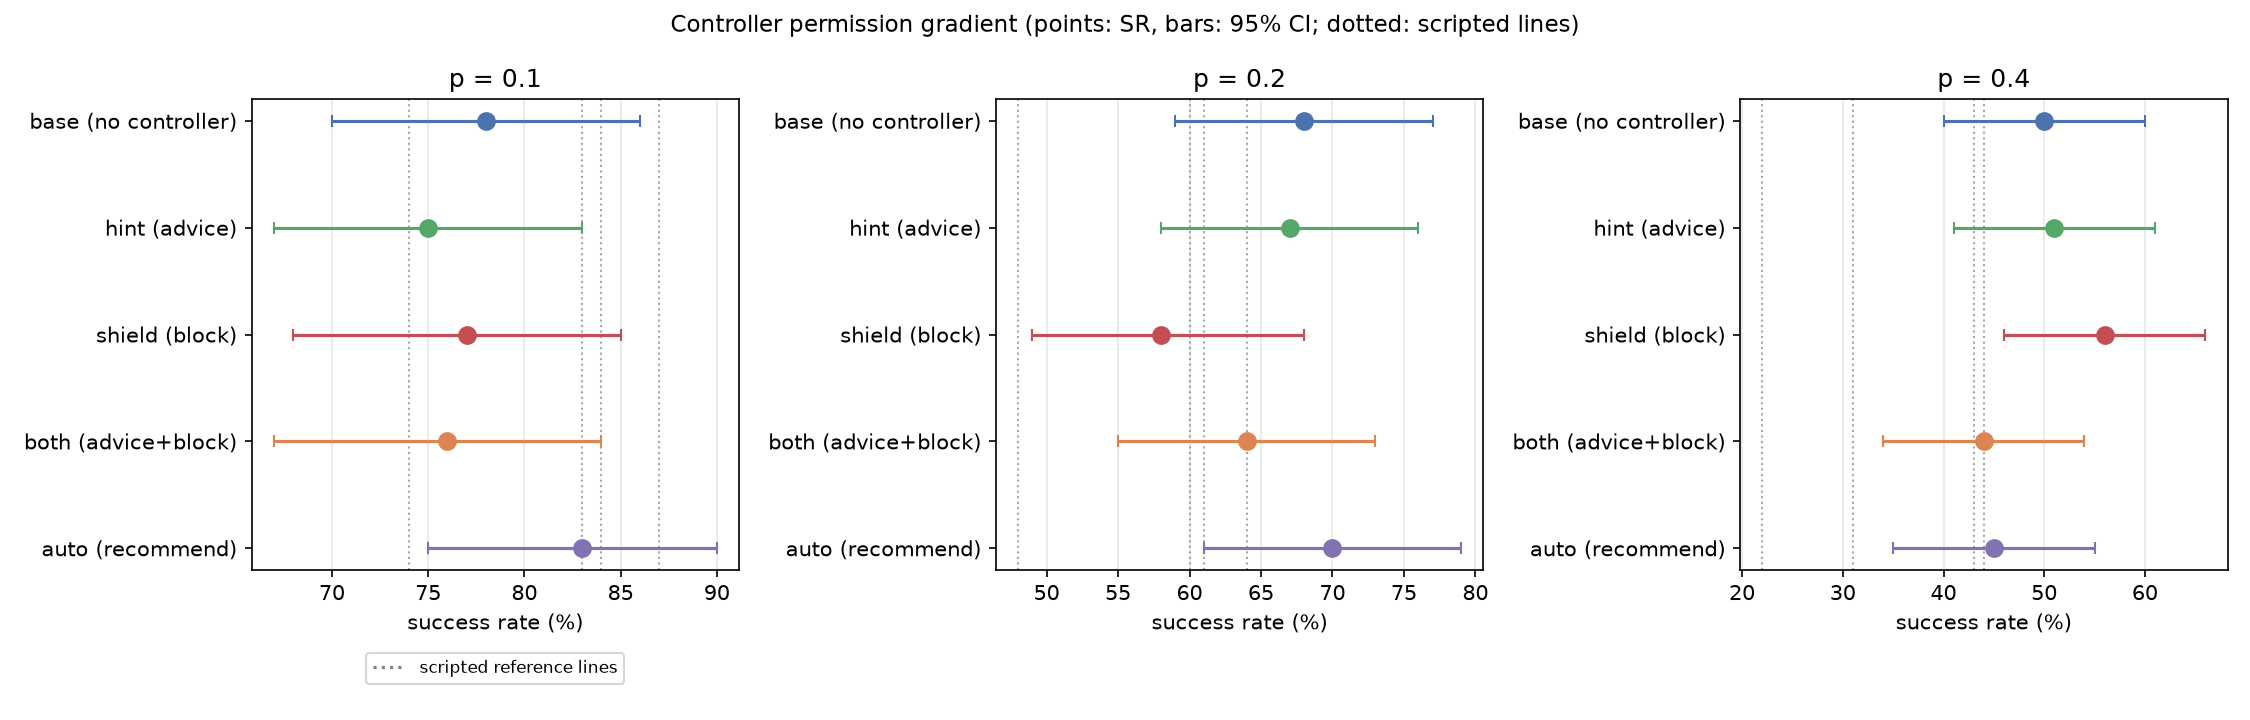 Controller permission gradient (points: SR, bars: 95% CI; dotted: scripted lines)
p = 0.1
base (no controller)
hint (advice)
shield (block)
both (advice+block)
auto (recommend)
70 75 80 85 90
success rate (%)
scripted reference lines
p = 0.2
base (no controller)
hint (advice)
shield (block)
both (advice+block)
auto (recommend)
50 55 60 65 70 75 80
success rate (%)
p = 0.4
base (no controller)
hint (advice)
shield (block)
both (advice+block)
auto (recommend)
20 30 40 50 60
success rate (%)